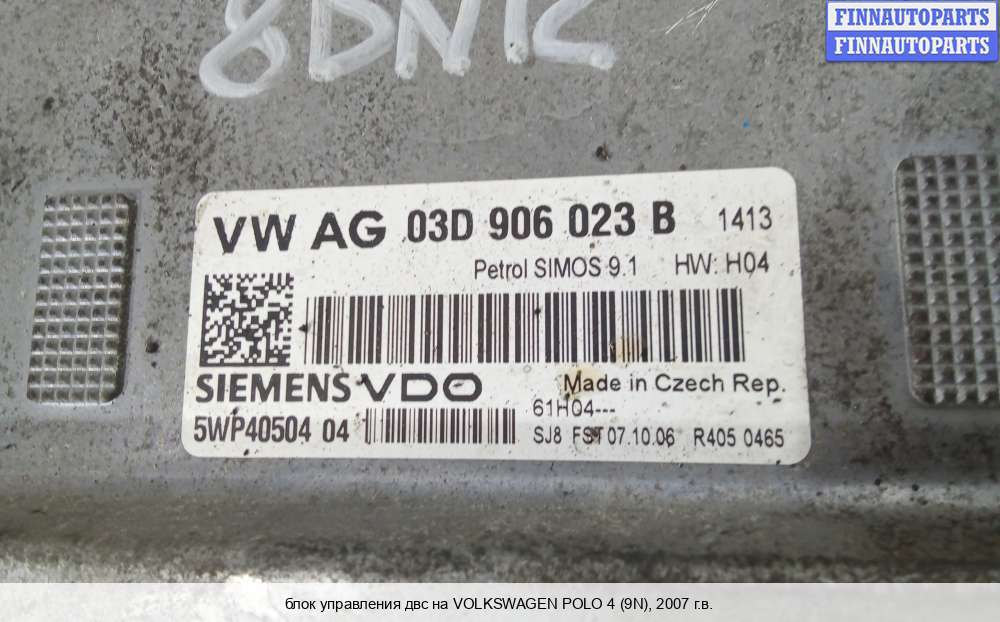 8DN1C
FINNAUTOPARTS
FINNAUTOPARTS
VW AG 03D 906 023 B 1413
Petrol SIMOS 9.1 HW: H04
SIEMENS VDO Made in Czech Rep.
61H04---
5WP40504 04 SJ8 FST 07.10.06 R405 0465
блок управления двс на VOLKSWAGEN POLO 4 (9N), 2007 г.в.